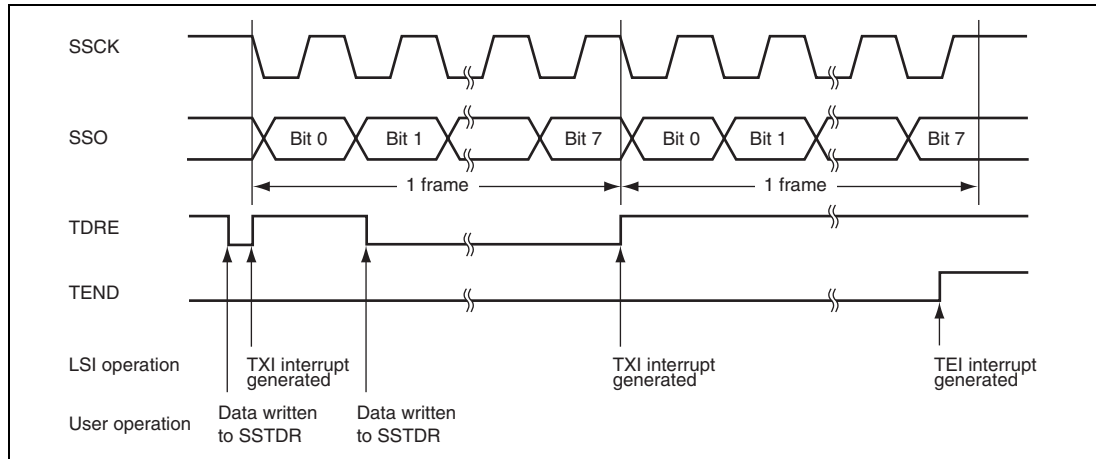 SSCK
SSO
Bit 0
Bit 1
Bit 7
Bit 0
Bit 1
Bit 7
1 frame
1 frame
TDRE
TEND
LSI operation
TXI interrupt
generated
TXI interrupt
generated
TEI interrupt
generated
User operation
Data written
to SSTDR
Data written
to SSTDR